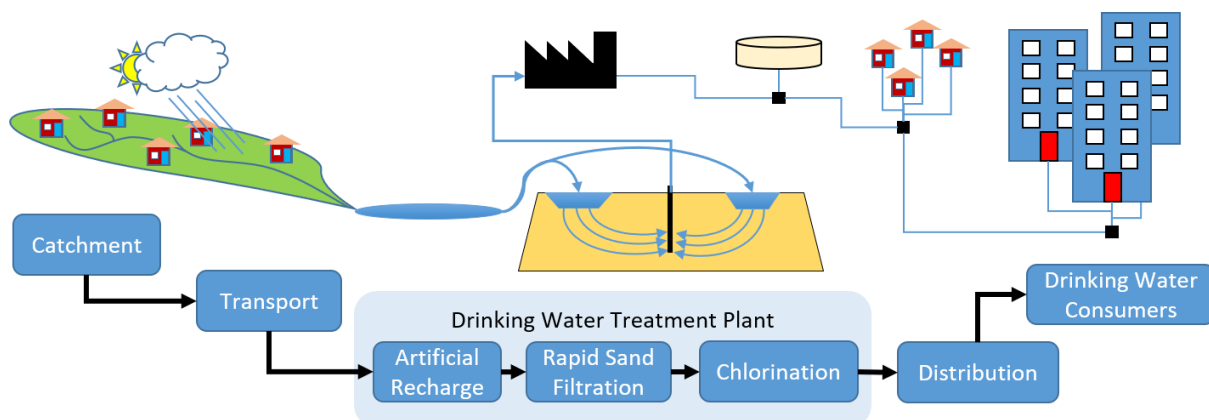 Catchment
Transport
Drinking Water Treatment Plant
Artificial
Recharge
Rapid Sand
Filtration
Chlorination
Distribution
Drinking Water
Consumers